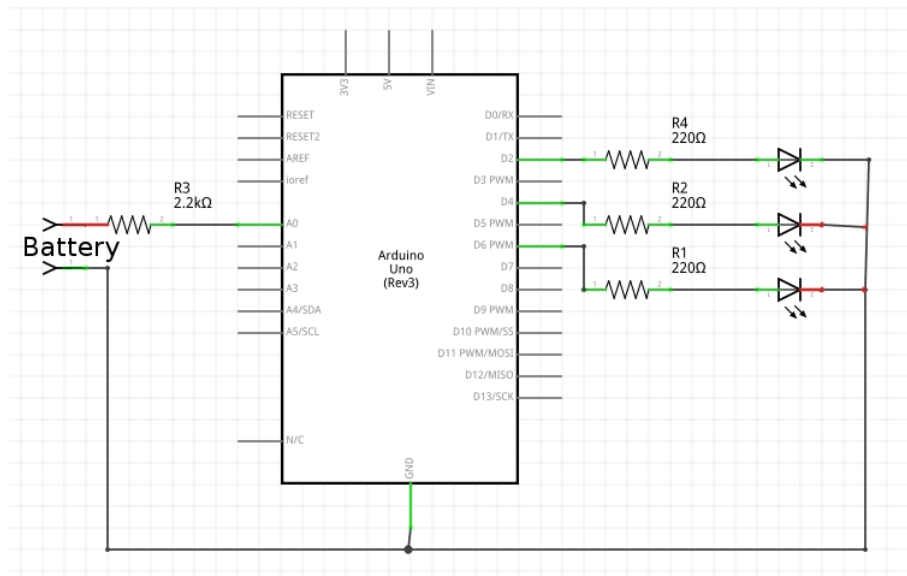 3V3
5V
VIN
RESET
RESET2
AREF
ioref
A0
A1
A2
A3
A4/SDA
A5/SCL
N/C
Arduino
Uno
(Rev3)
D0/RX
D1/TX
D2
D3 PWM
D4
D5 PWM
D6 PWM
D7
D8
D9 PWM
D10 PWM/SS
D11 PWM/MOSI
D12/MISO
D13/SCK
GND
R3
2.2kΩ
Battery
R4
220Ω
R2
220Ω
R1
220Ω